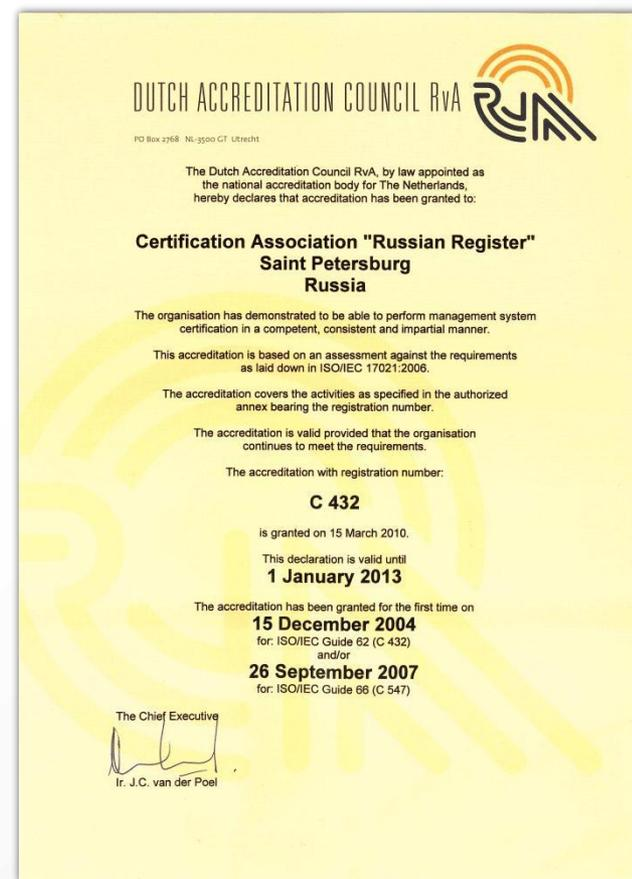 DUTCH ACCREDITATION COUNCIL RvA
RvA
PO Box 2768 NL-3500 GT Utrecht
The Dutch Accreditation Council RvA, by law appointed as
the national accreditation body for The Netherlands,
hereby declares that accreditation has been granted to:
Certification Association "Russian Register"
Saint Petersburg
Russia
The organisation has demonstrated to be able to perform management system
certification in a competent, consistent and impartial manner.
This accreditation is based on an assessment against the requirements
as laid down in ISO/IEC 17021:2006.
The accreditation covers the activities as specified in the authorized
annex bearing the registration number.
The accreditation is valid provided that the organisation
continues to meet the requirements.
The accreditation with registration number:
C 432
is granted on 15 March 2010.
This declaration is valid until
1 January 2013
The accreditation has been granted for the first time on
15 December 2004
for: ISO/IEC Guide 62 (C 432)
and/or
26 September 2007
for: ISO/IEC Guide 66 (C 547)
The Chief Executive
Ir. J.C. van der Poel